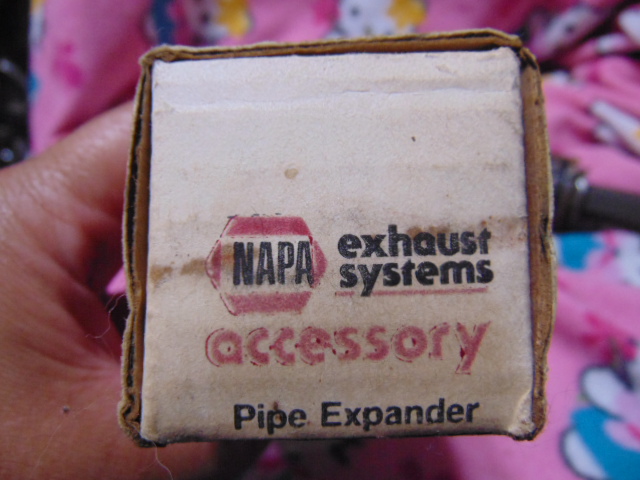 NAPA exhaust
systems
accessory
Pipe Expander